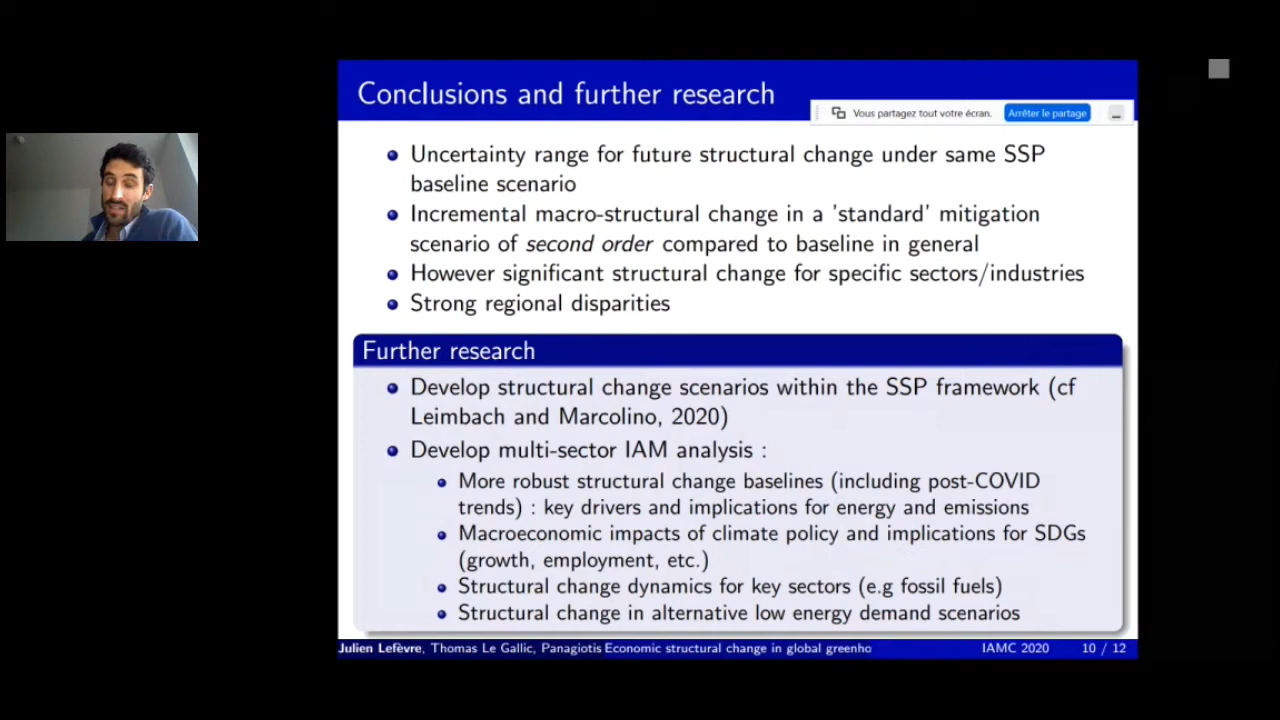 Conclusions and further research
Vous partagez tout votre écran.
Arrêter le partage
Uncertainty range for future structural change under same SSP
baseline scenario
Incremental macro-structural change in a 'standard' mitigation
scenario of second order compared to baseline in general
However significant structural change for specific sectors/industries
Strong regional disparities
Further research
Develop structural change scenarios within the SSP framework (cf
Leimbach and Marcolino, 2020)
Develop multi-sector IAM analysis :
More robust structural change baselines (including post-COVID
trends) : key drivers and implications for energy and emissions
Macroeconomic impacts of climate policy and implications for SDGs
(growth, employment, etc.)
Structural change dynamics for key sectors (e.g fossil fuels)
Structural change in alternative low energy demand scenarios
Julien Lefèvre, Thomas Le Gallic, Panagiotis Economic structural change in global greenho IAMC 2020 10 / 12